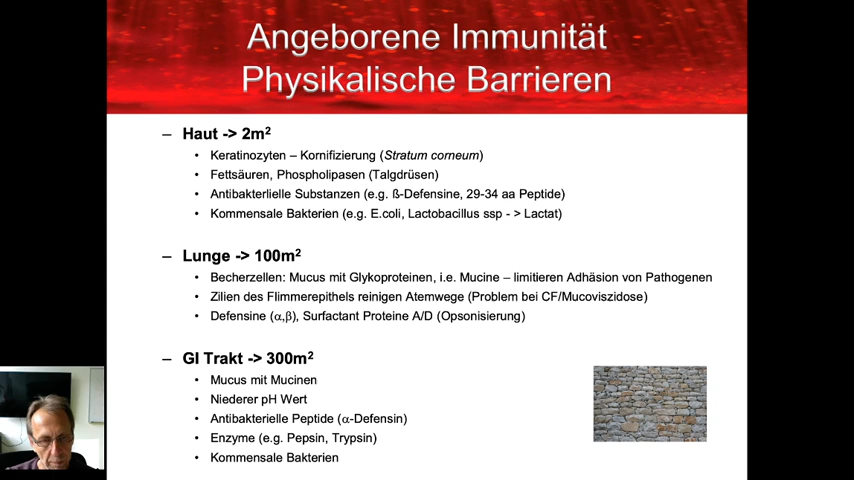 Angeborene Immunität
Physikalische Barrieren
– Haut -> 2m²
• Keratinozyten – Kornifizierung (Stratum corneum)
• Fettsäuren, Phospholipasen (Talgdrüsen)
• Antibakterlielle Substanzen (e.g. ß-Defensine, 29-34 aa Peptide)
• Kommensale Bakterien (e.g. E.coli, Lactobacillus ssp - > Lactat)
– Lunge -> 100m²
• Becherzellen: Mucus mit Glykoproteinen, i.e. Mucine – limitieren Adhäsion von Pathogenen
• Zilien des Flimmerepithels reinigen Atemwege (Problem bei CF/Mucoviszidose)
• Defensine (α,β), Surfactant Proteine A/D (Opsonisierung)
– GI Trakt -> 300m²
• Mucus mit Mucinen
• Niederer pH Wert
• Antibakterielle Peptide (α-Defensin)
• Enzyme (e.g. Pepsin, Trypsin)
• Kommensale Bakterien